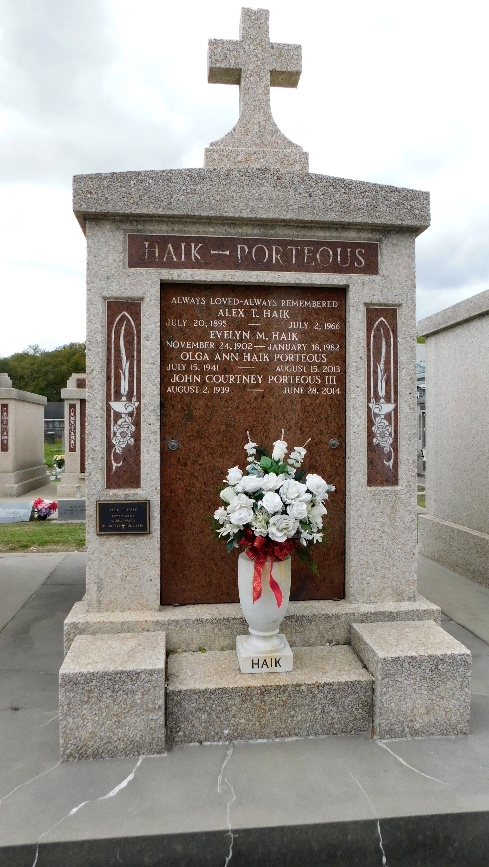 HAIK — PORTEOUS
ALWAYS LOVED-ALWAYS REMEMBERED
ALEX T. HAIK
JULY 20, 1895 — JULY 2, 1966
EVELYN M. HAIK
NOVEMBER 24, 1902 — JANUARY 16, 1982
OLGA ANN HAIK PORTEOUS
JULY 15, 1941 — AUGUST 15, 2013
JOHN COURTNEY PORTEOUS III
AUGUST 2, 1939 — JUNE 28, 2014
HAIK